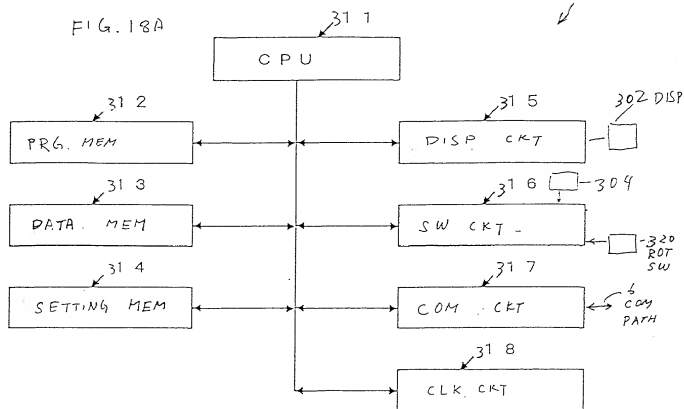 FIG. 18A
311
CPU
312
PRG. MEM
315
DISP CKT
302 DISP
313
DATA. MEM
316
SW CKT
304
320
ROT
SW
314
SETTING MEM
317
COM. CKT
6
COM
PATH
318
CLK. CKT